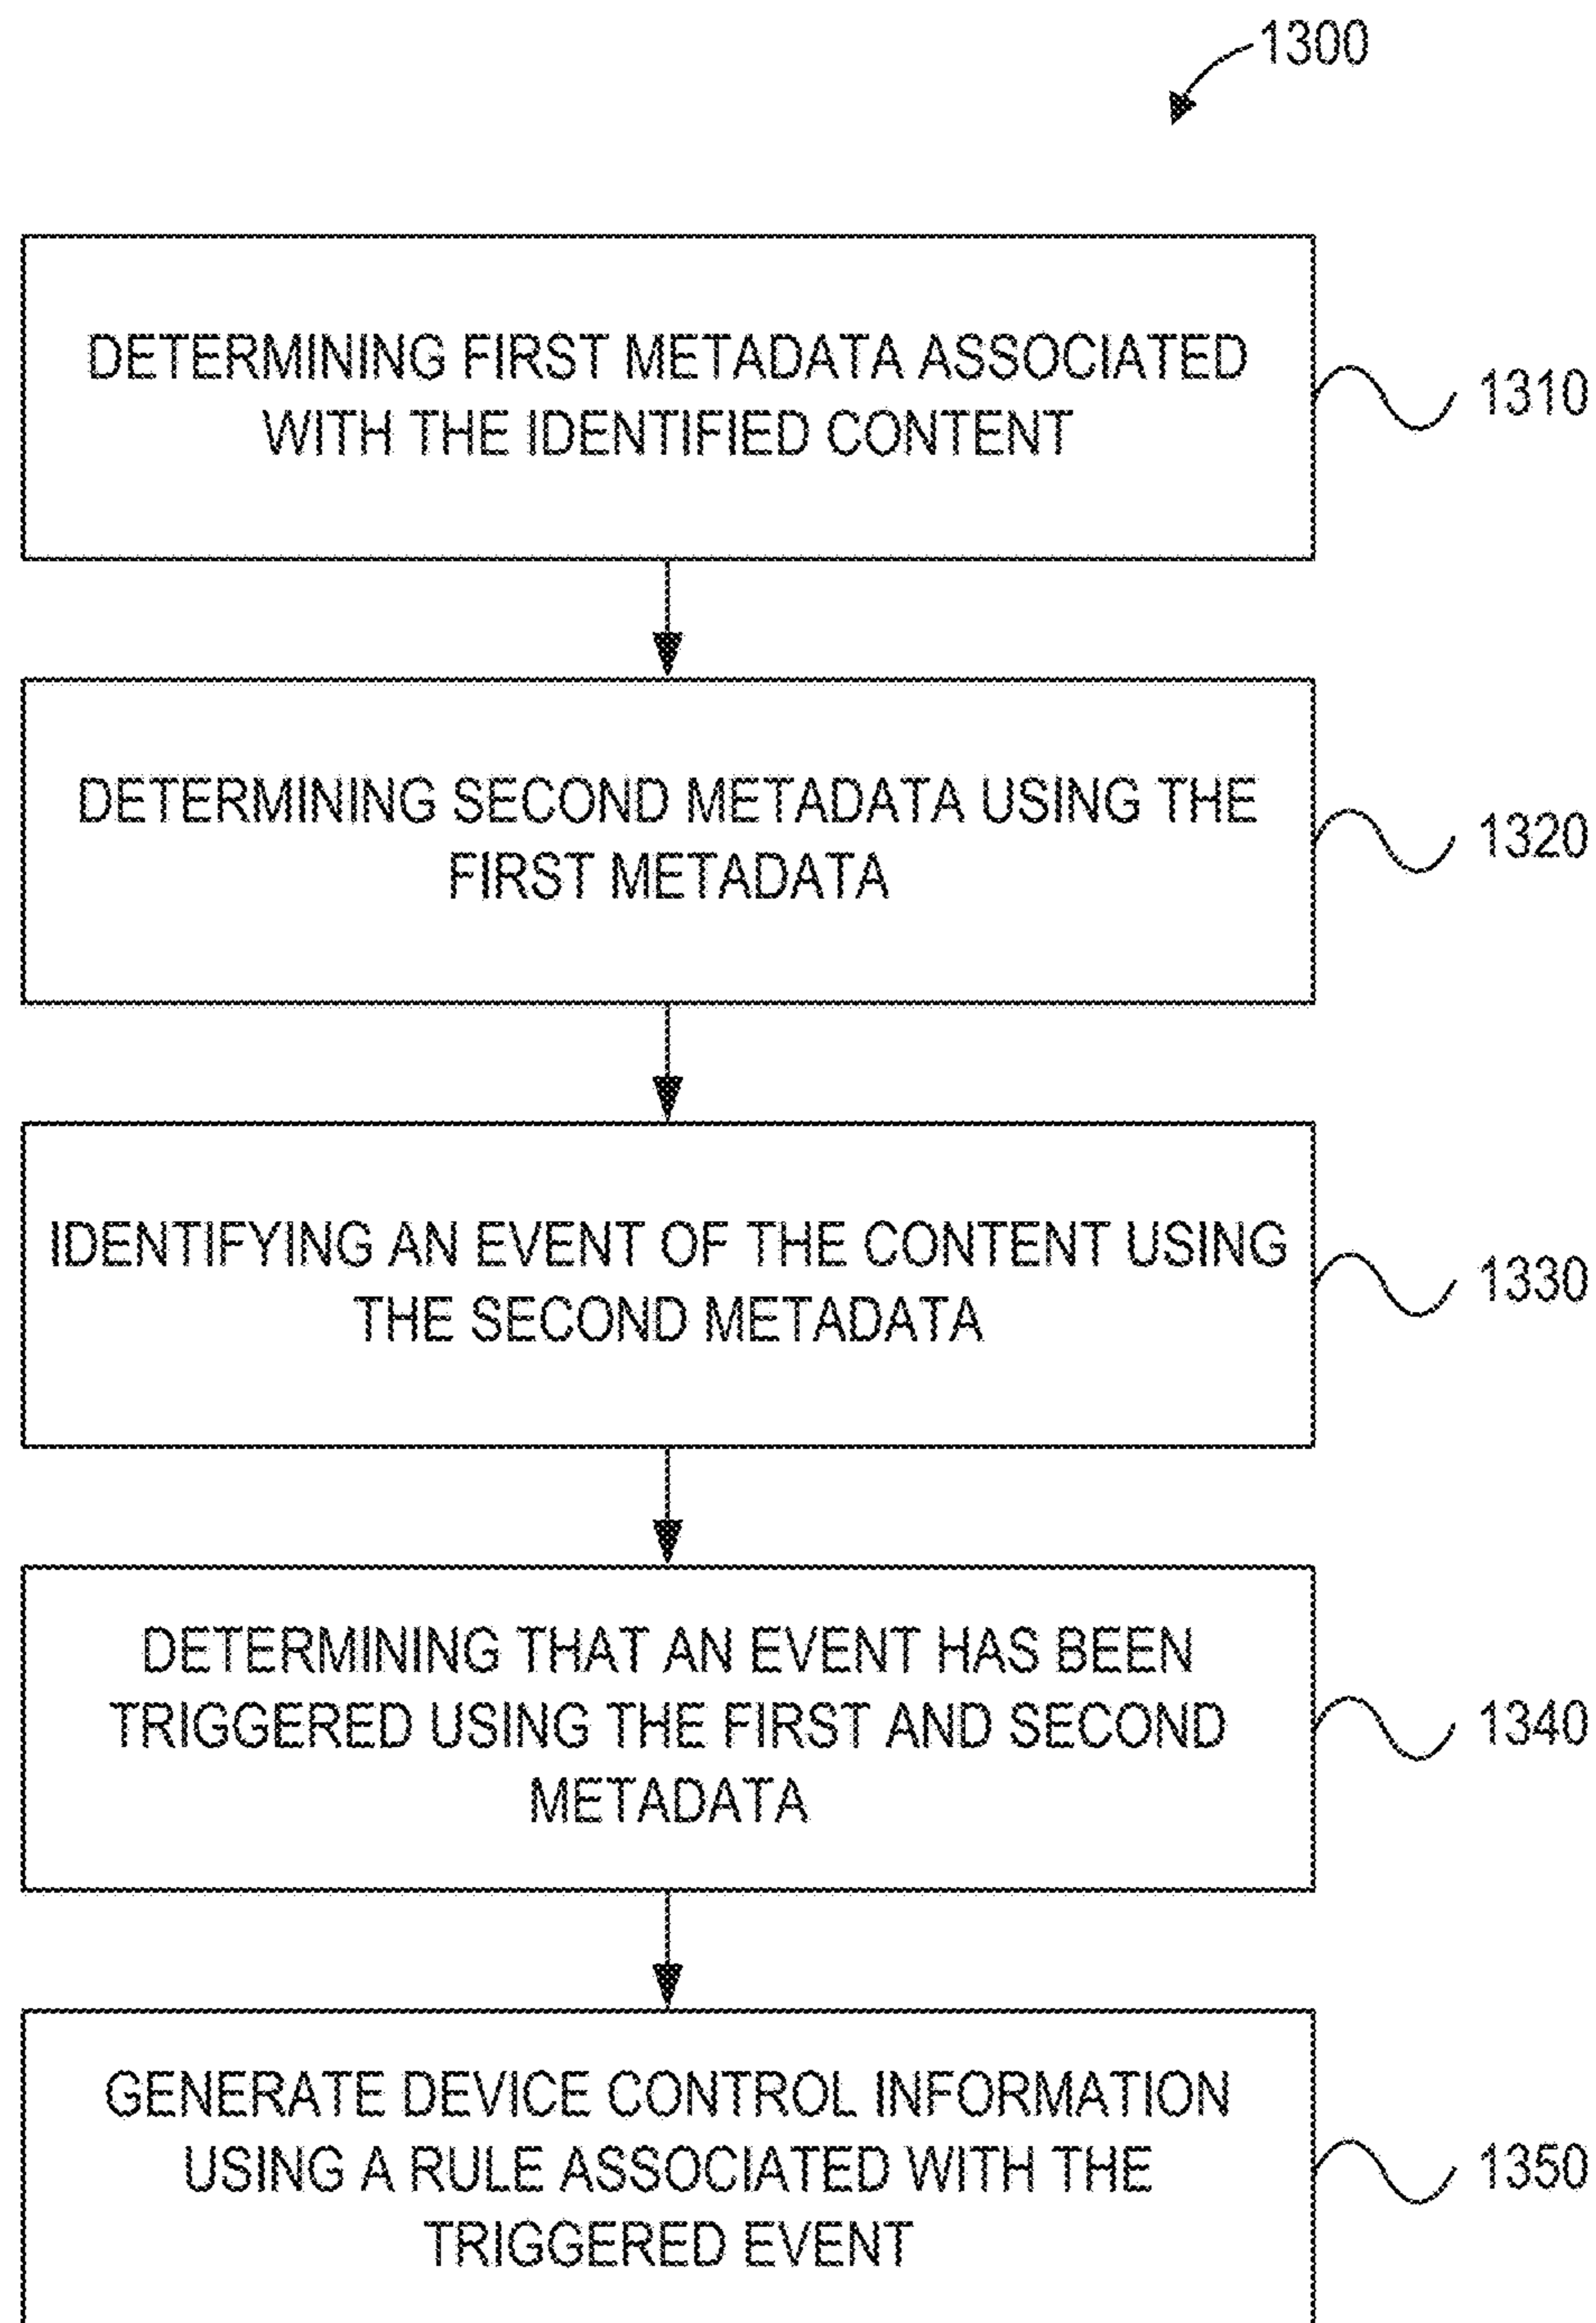 1300
DETERMINING FIRST METADATA ASSOCIATED
WITH THE IDENTIFIED CONTENT
1310
DETERMINING SECOND METADATA USING THE
FIRST METADATA
1320
IDENTIFYING AN EVENT OF THE CONTENT USING
THE SECOND METADATA
1330
DETERMINING THAT AN EVENT HAS BEEN
TRIGGERED USING THE FIRST AND SECOND
METADATA
1340
GENERATE DEVICE CONTROL INFORMATION
USING A RULE ASSOCIATED WITH THE
TRIGGERED EVENT
1350